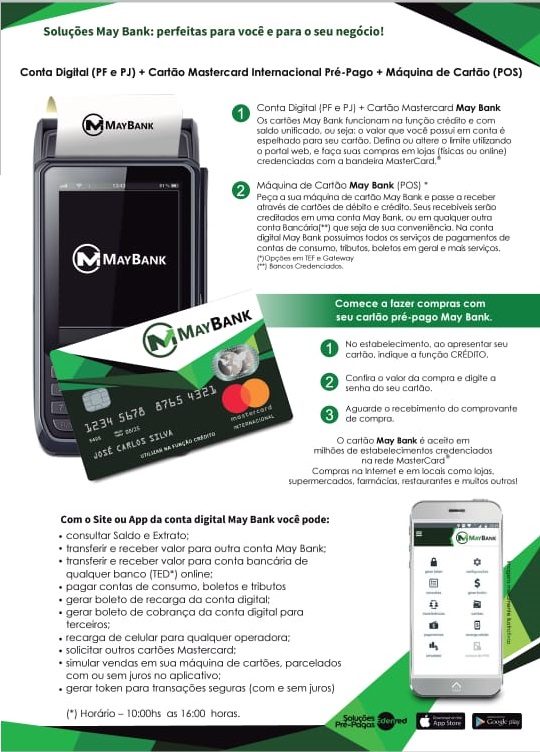 Soluções May Bank: perfeitas para você e para o seu negócio!
Conta Digital (PF e PJ) + Cartão Mastercard Internacional Pré-Pago + Máquina de Cartão (POS)
MAYBANK
1 Conta Digital (PF e PJ) + Cartão Mastercard May Bank
Os cartões May Bank funcionam na função crédito e com
saldo unificado, ou seja: o valor que você possui em conta é
espelhado para seu cartão. Defina ou altere o limite utilizando
o portal web, e faça suas compras em lojas (físicas ou online)
credenciadas com a bandeira MasterCard.®
2 Máquina de Cartão May Bank (POS) *
Peça a sua máquina de cartão May Bank e passe a receber
através de cartões de débito e crédito. Seus recebíveis serão
creditados em uma conta May Bank, ou em qualquer outra
conta Bancária(**) que seja de sua conveniência. Na conta
digital May Bank possuímos todos os serviços de pagamentos
de contas de consumo, tributos, boletos em geral e mais serviços.
(*)Opções em TEF e Gateway
(**) Bancos Credenciados.
13:42
MAYBANK
Comece a fazer compras com
seu cartão pré-pago May Bank.
1 No estabelecimento, ao apresentar seu
cartão, indique a função CRÉDITO.
2 Confira o valor da compra e digite a
senha do seu cartão.
3 Aguarde o recebimento do comprovante
de compra.
O cartão May Bank é aceito em
milhões de estabelecimentos credenciados
na rede MasterCard®
Compras na Internet e em locais como lojas,
supermercados, farmácias, restaurantes e muitos outros!
MAYBANK
1234 5678 8765 4321
08/25
JOSÉ CARLOS SILVA
UTILIZAR NA FUNÇÃO CRÉDITO
mastercard
INTERNACIONAL
Com o Site ou App da conta digital May Bank você pode:
• consultar Saldo e Extrato;
• transferir e receber valor para outra conta May Bank;
• transferir e receber valor para conta bancária de
qualquer banco (TED*) online;
• pagar contas de consumo, boletos e tributos
• gerar boleto de recarga da conta digital;
• gerar boleto de cobrança da conta digital para
terceiros;
• recarga de celular para qualquer operadora;
• solicitar outros cartões Mastercard;
• simular vendas em sua máquina de cartões, parcelados
com ou sem juros no aplicativo;
• gerar token para transações seguras (com e sem juros)
(*) Horário – 10:00hs as 16:00 horas.
MAYBANK
Soluções
Pré-Pagas
Edenred
Download on the
App Store
Google play